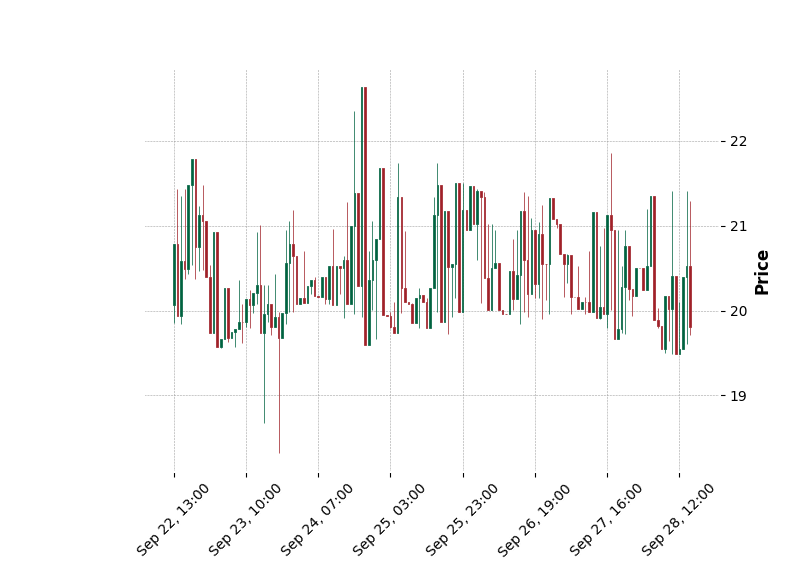 22
21
20
19
Price
Sep 22, 13:00
Sep 23, 10:00
Sep 24, 07:00
Sep 25, 03:00
Sep 25, 23:00
Sep 26, 19:00
Sep 27, 16:00
Sep 28, 12:00